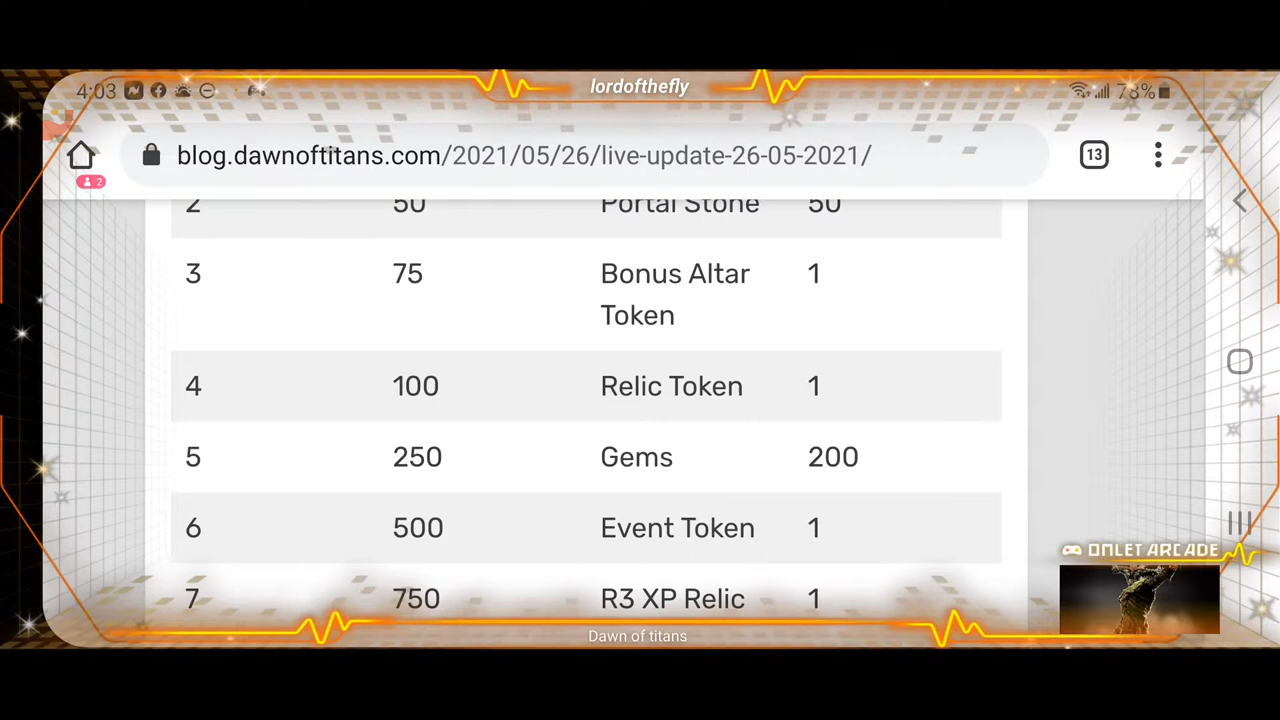 lordofthefly
4:03
78%
blog.dawnoftitans.com/2021/05/26/live-update-26-05-2021/
13
2
2 50 Portal Stone 50
3 75 Bonus Altar 1
Token
4 100 Relic Token 1
5 250 Gems 200
6 500 Event Token 1
OMLET ARCADE
7 750 R3 XP Relic 1
Dawn of titans